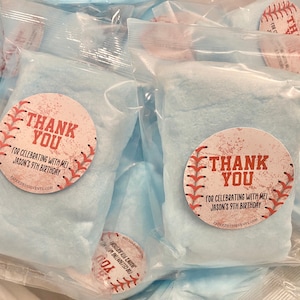 THANK
YOU
FOR CELEBRATING WITH ME!
JASON'S 9TH BIRTHDAY
THANK
YOU
FOR CELEBRATING WITH ME!
JASON'S 9TH BIRTHDAY